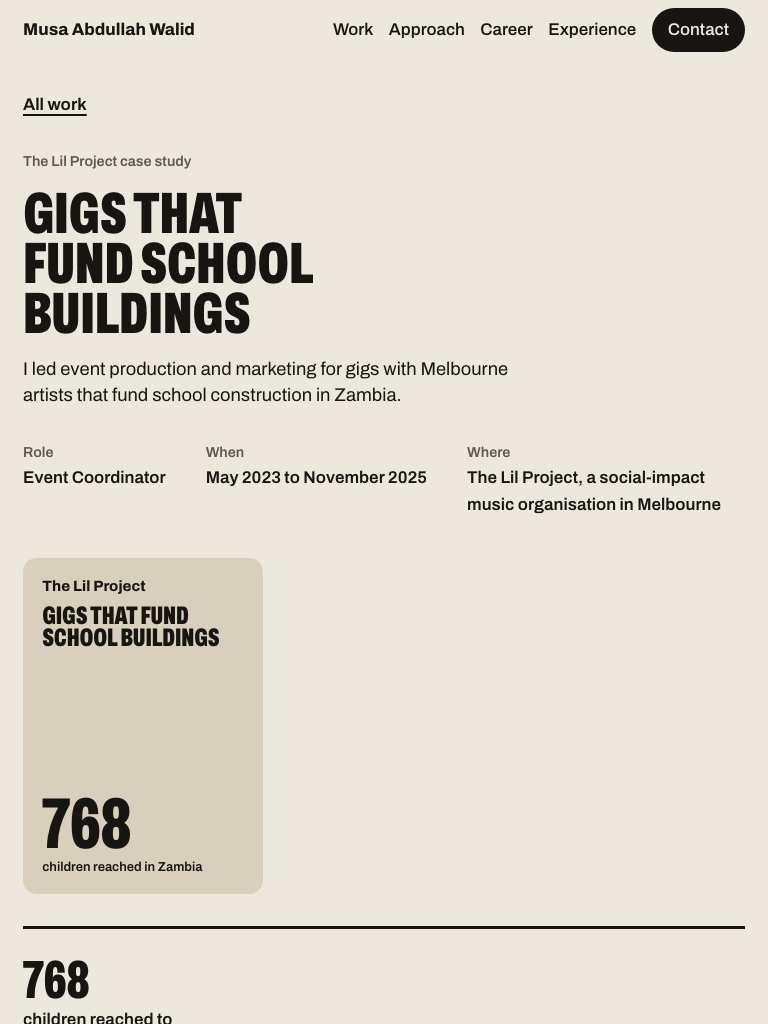 Musa Abdullah Walid
Work Approach Career Experience Contact
All work
The Lil Project case study
GIGS THAT
FUND SCHOOL
BUILDINGS
I led event production and marketing for gigs with Melbourne
artists that fund school construction in Zambia.
Role
Event Coordinator
When
May 2023 to November 2025
Where
The Lil Project, a social-impact
music organisation in Melbourne
The Lil Project
GIGS THAT FUND
SCHOOL BUILDINGS
768
children reached in Zambia
768
children reached to